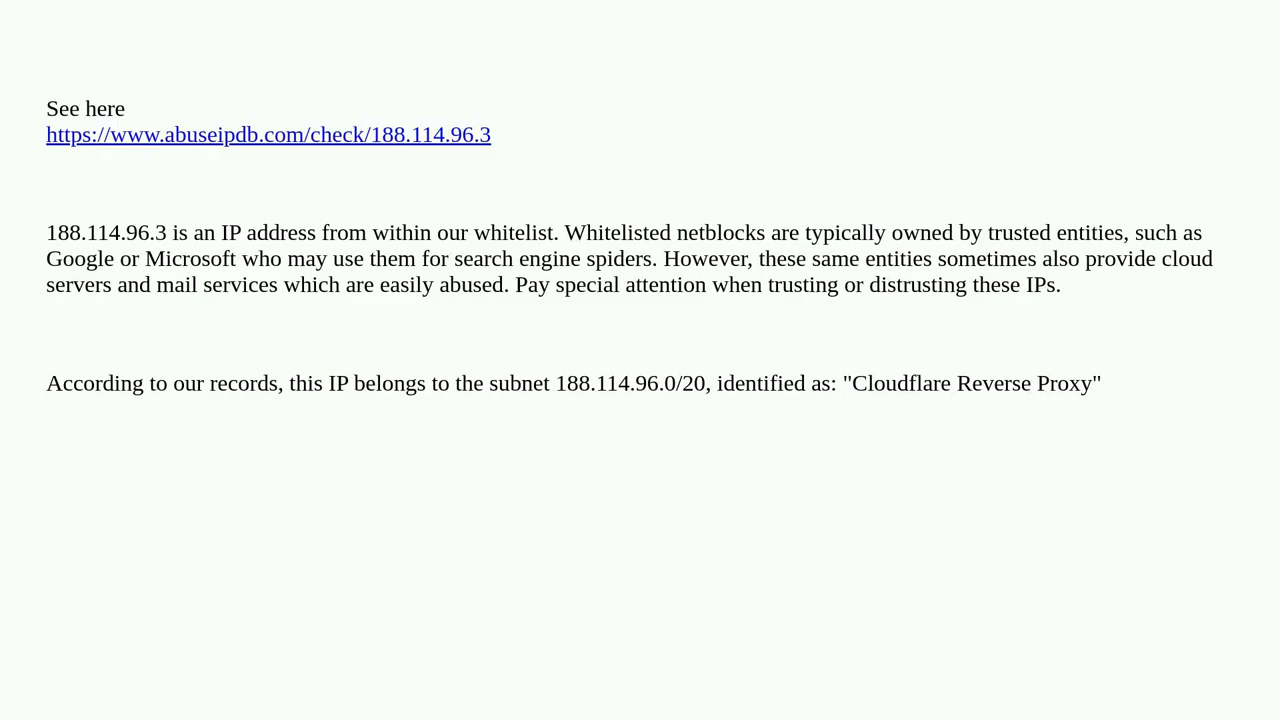 See here
https://www.abuseipdb.com/check/188.114.96.3
188.114.96.3 is an IP address from within our whitelist. Whitelisted netblocks are typically owned by trusted entities, such as
Google or Microsoft who may use them for search engine spiders. However, these same entities sometimes also provide cloud
servers and mail services which are easily abused. Pay special attention when trusting or distrusting these IPs.
According to our records, this IP belongs to the subnet 188.114.96.0/20, identified as: "Cloudflare Reverse Proxy"